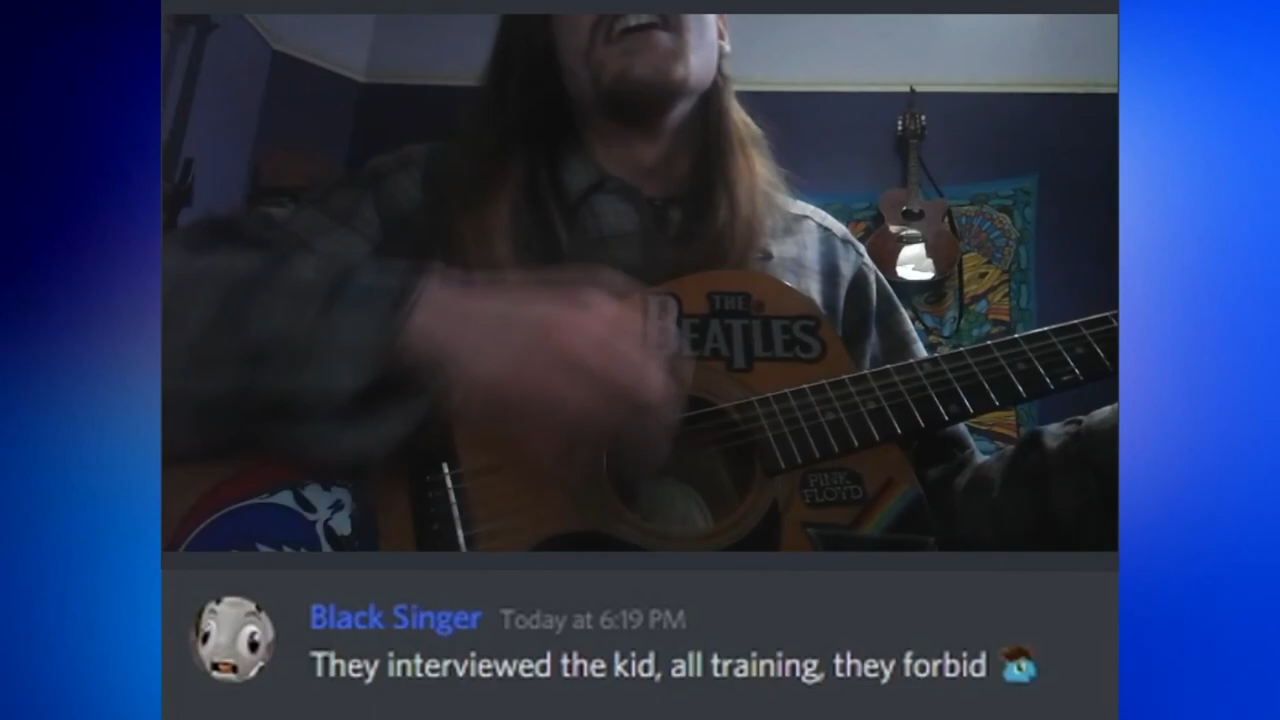 THE
BEATLES
PINK
FLOYD
Black Singer Today at 6:19 PM
They interviewed the kid, all training, they forbid